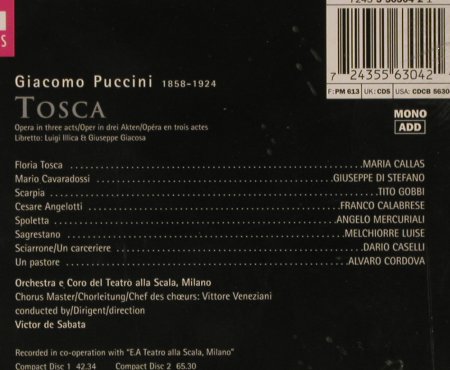 7 24355 63042
F: PM 613 UK: CDS USA: CDCB 5630
Giacomo Puccini 1858-1924
TOSCA
MONO
ADD
Opera in three acts/Oper in drei Akten/Opéra en trois actes
Libretto: Luigi Illica & Giuseppe Giacosa
Floria Tosca MARIA CALLAS
Mario Cavaradossi GIUSEPPE DI STEFANO
Scarpia TITO GOBBI
Cesare Angelotti FRANCO CALABRESE
Spoletta ANGELO MERCURIALI
Sagrestano MELCHIORRE LUISE
Sciarrone/Un carceriere DARIO CASELLI
Un pastore ALVARO CORDOVA
Orchestra e Coro del Teatro alla Scala, Milano
Chorus Master/Chorleitung/Chef des chœurs: Vittore Veneziani
conducted by/Dirigent/direction
Victor de Sabata
Recorded in co-operation with "E.A Teatro alla Scala, Milano"
Compact Disc 1 42.34 Compact Disc 2 65.30